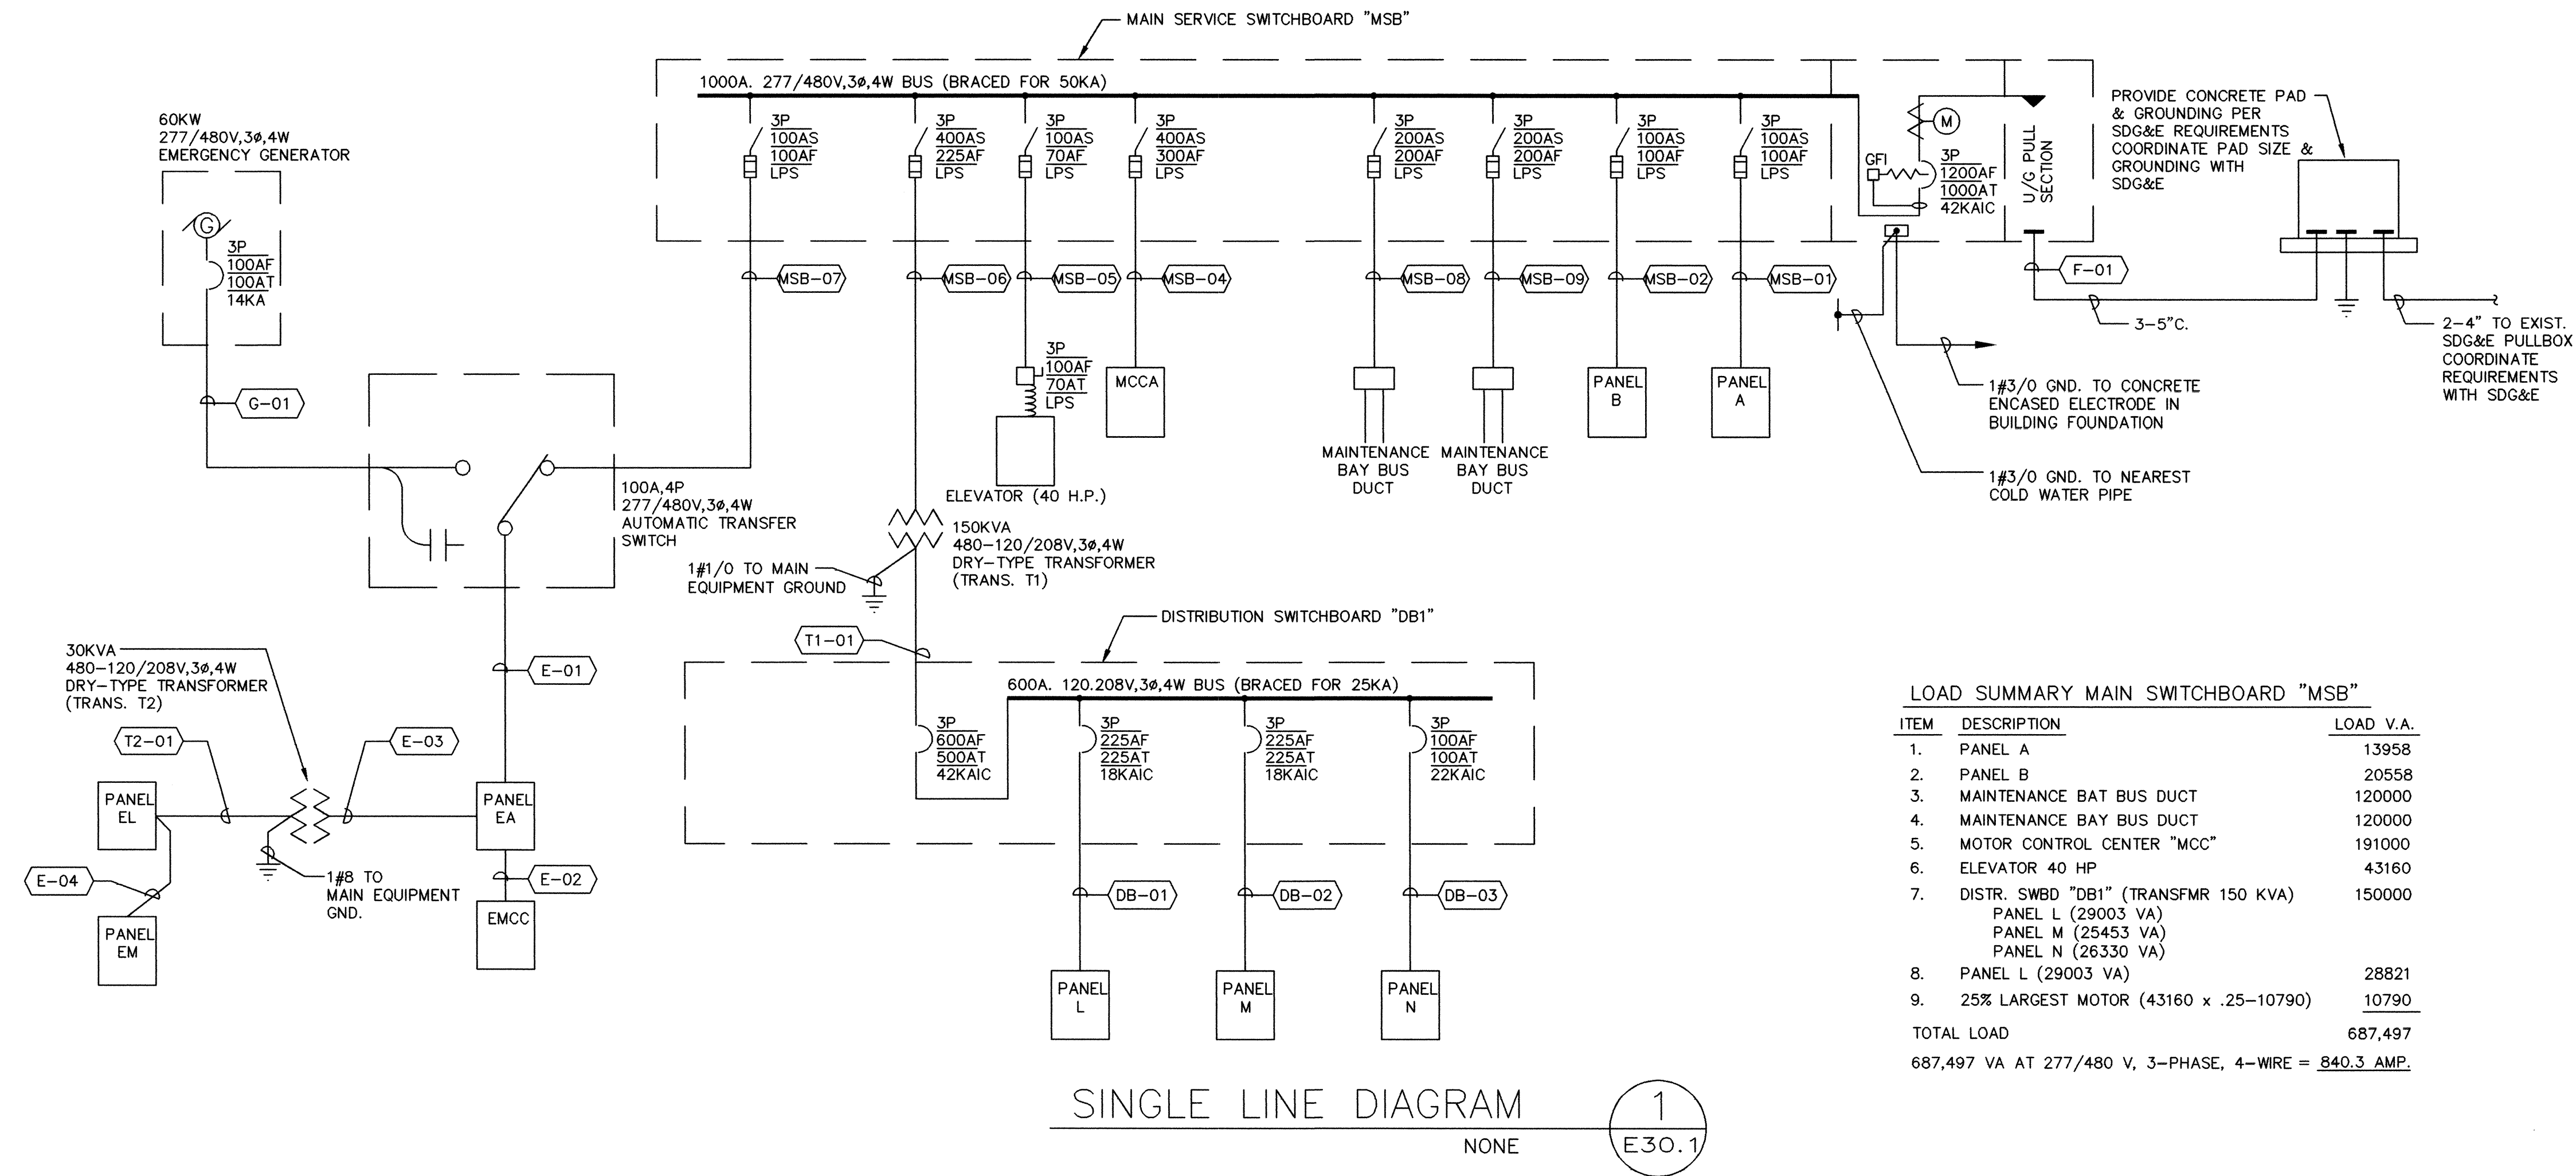 MAIN SERVICE SWITCHBOARD "MSB"
1000A. 277/480V,3ø,4W BUS (BRACED FOR 50KA)
60KW
277/480V,3ø,4W
EMERGENCY GENERATOR
G
3P
100AF
100AT
14KA
G-01
3P
100AS
100AF
LPS
MSB-07
3P
400AS
225AF
LPS
MSB-06
3P
100AS
70AF
LPS
MSB-05
3P
400AS
300AF
LPS
MSB-04
3P
200AS
200AF
LPS
MSB-08
3P
200AS
200AF
LPS
MSB-09
3P
100AS
100AF
LPS
MSB-02
3P
100AS
100AF
LPS
MSB-01
M
GFI
3P
1200AF
1000AT
42KAIC
U/G PULL
SECTION
F-01
PROVIDE CONCRETE PAD
& GROUNDING PER
SDG&E REQUIREMENTS
COORDINATE PAD SIZE &
GROUNDING WITH
SDG&E
3-5"C.
2-4" TO EXIST.
SDG&E PULLBOX
COORDINATE
REQUIREMENTS
WITH SDG&E
1#3/0 GND. TO CONCRETE
ENCASED ELECTRODE IN
BUILDING FOUNDATION
1#3/0 GND. TO NEAREST
COLD WATER PIPE
3P
100AF
70AT
LPS
ELEVATOR (40 H.P.)
MCCA
MAINTENANCE
BAY BUS
DUCT
MAINTENANCE
BAY BUS
DUCT
PANEL
B
PANEL
A
100A,4P
277/480V,3ø,4W
AUTOMATIC TRANSFER
SWITCH
150KVA
480-120/208V,3ø,4W
DRY-TYPE TRANSFORMER
(TRANS. T1)
1#1/0 TO MAIN
EQUIPMENT GROUND
T1-01
DISTRIBUTION SWITCHBOARD "DB1"
600A. 120.208V,3ø,4W BUS (BRACED FOR 25KA)
3P
600AF
500AT
42KAIC
3P
225AF
225AT
18KAIC
3P
225AF
225AT
18KAIC
3P
100AF
100AT
22KAIC
DB-01
DB-02
DB-03
PANEL
L
PANEL
M
PANEL
N
30KVA
480-120/208V,3ø,4W
DRY-TYPE TRANSFORMER
(TRANS. T2)
E-01
T2-01
E-03
PANEL
EL
PANEL
EA
E-04
1#8 TO
MAIN EQUIPMENT
GND.
E-02
PANEL
EM
EMCC
LOAD SUMMARY MAIN SWITCHBOARD "MSB"
ITEM DESCRIPTION LOAD V.A.
1. PANEL A 13958
2. PANEL B 20558
3. MAINTENANCE BAT BUS DUCT 120000
4. MAINTENANCE BAY BUS DUCT 120000
5. MOTOR CONTROL CENTER "MCC" 191000
6. ELEVATOR 40 HP 43160
7. DISTR. SWBD "DB1" (TRANSFMR 150 KVA) 150000
PANEL L (29003 VA)
PANEL M (25453 VA)
PANEL N (26330 VA)
8. PANEL L (29003 VA) 28821
9. 25% LARGEST MOTOR (43160 x .25-10790) 10790
TOTAL LOAD 687,497
687,497 VA AT 277/480 V, 3-PHASE, 4-WIRE = 840.3 AMP.
SINGLE LINE DIAGRAM
NONE
1
E30.1